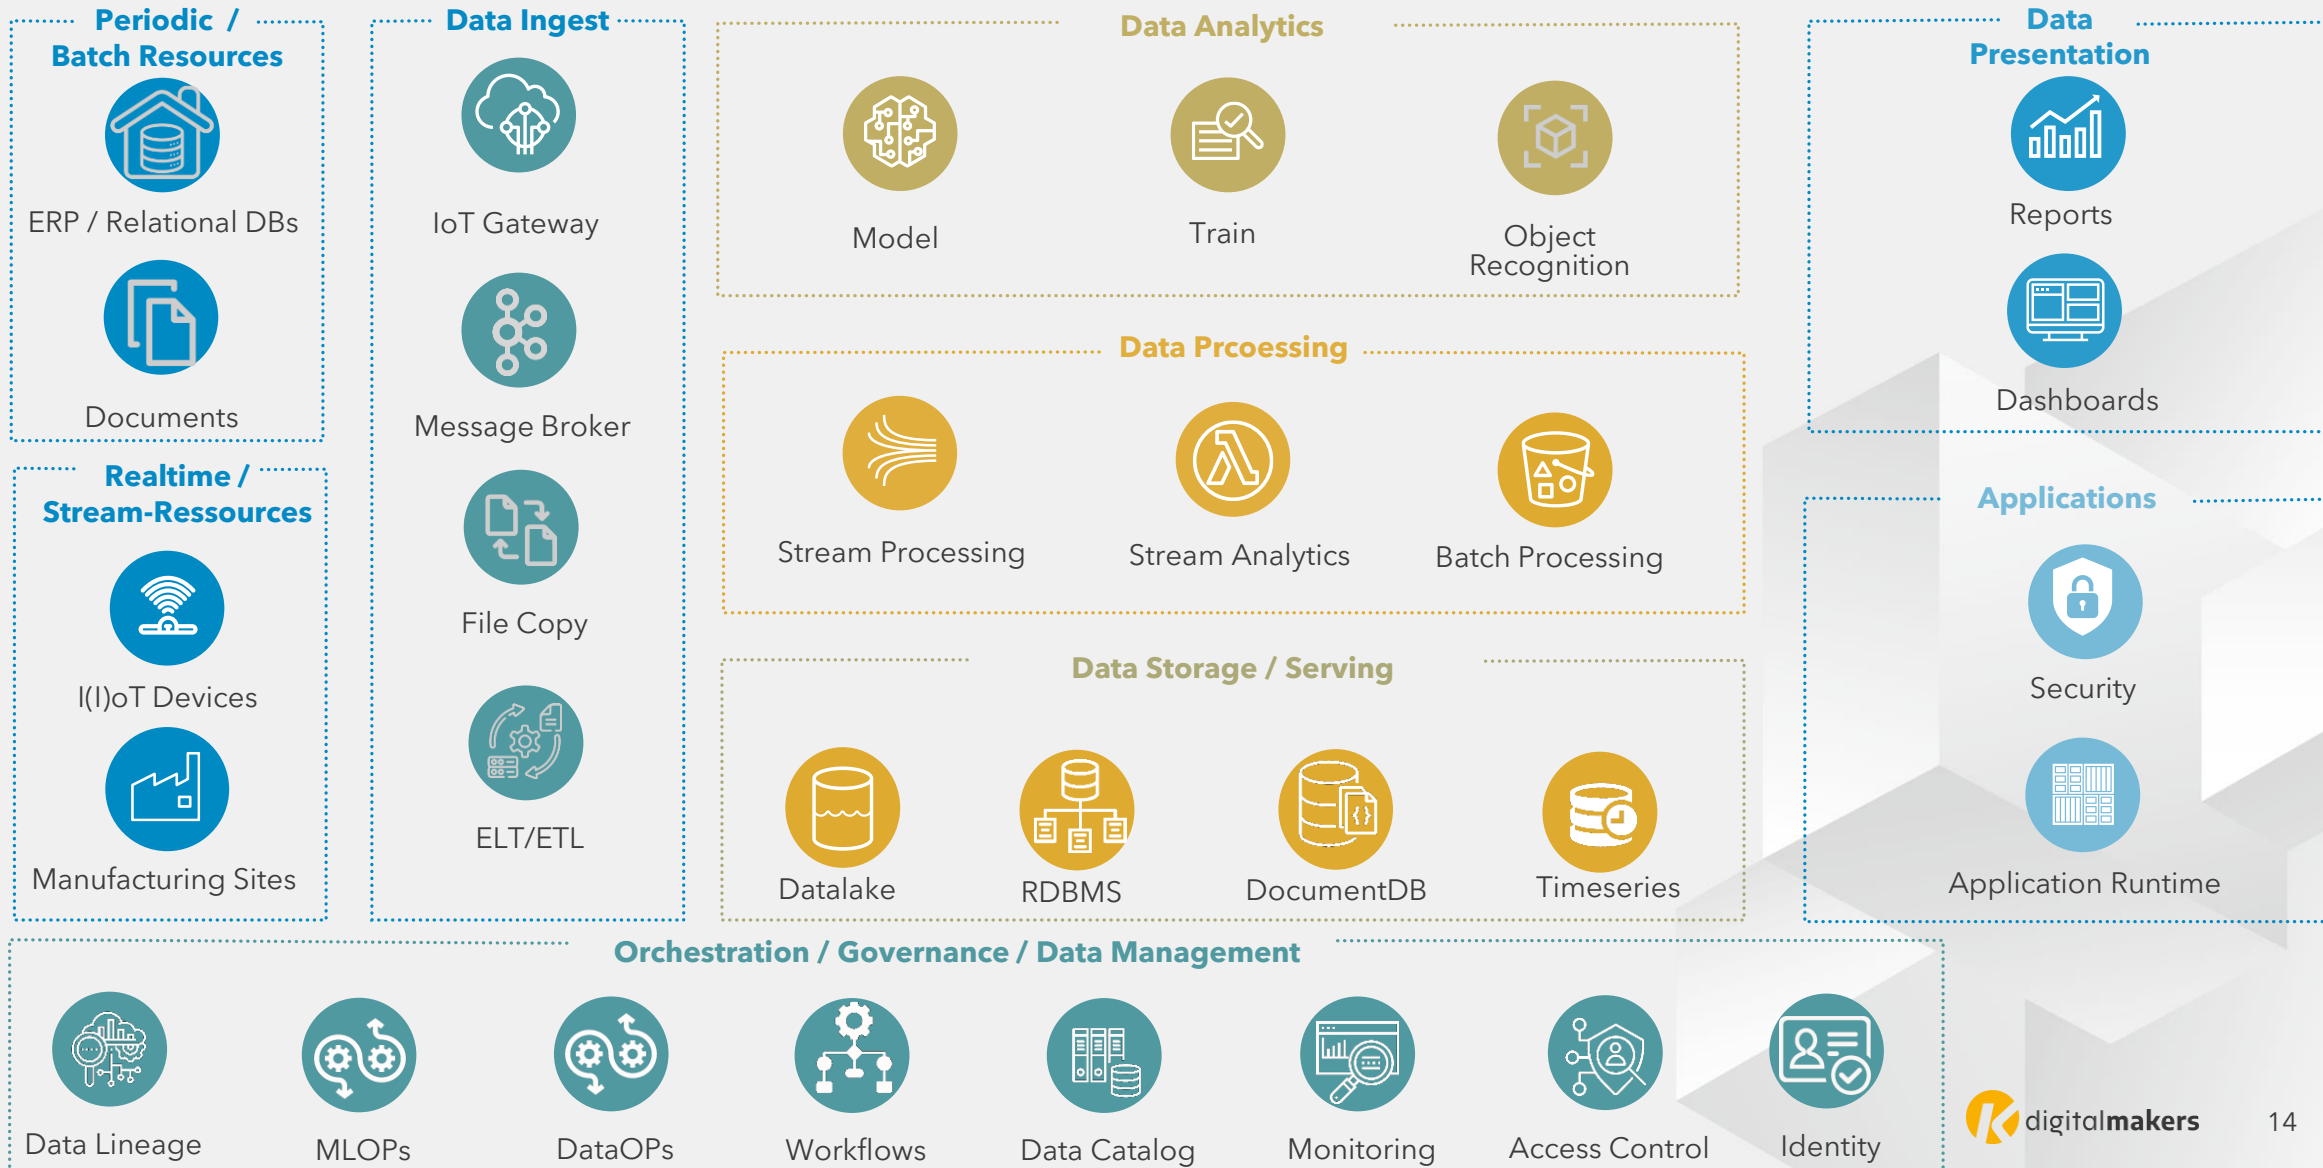 Periodic /
Batch Resources
ERP / Relational DBs
Documents
Realtime /
Stream-Ressources
I(I)oT Devices
Manufacturing Sites
Data Ingest
IoT Gateway
Message Broker
File Copy
ELT/ETL
Data Analytics
Model
Train
Object
Recognition
Data Prcoessing
Stream Processing
Stream Analytics
Batch Processing
Data Storage / Serving
Datalake
RDBMS
DocumentDB
Timeseries
Data
Presentation
Reports
Dashboards
Applications
Security
Application Runtime
Orchestration / Governance / Data Management
Data Lineage
MLOPs
DataOPs
Workflows
Data Catalog
Monitoring
Access Control
Identity
digitalmakers
14